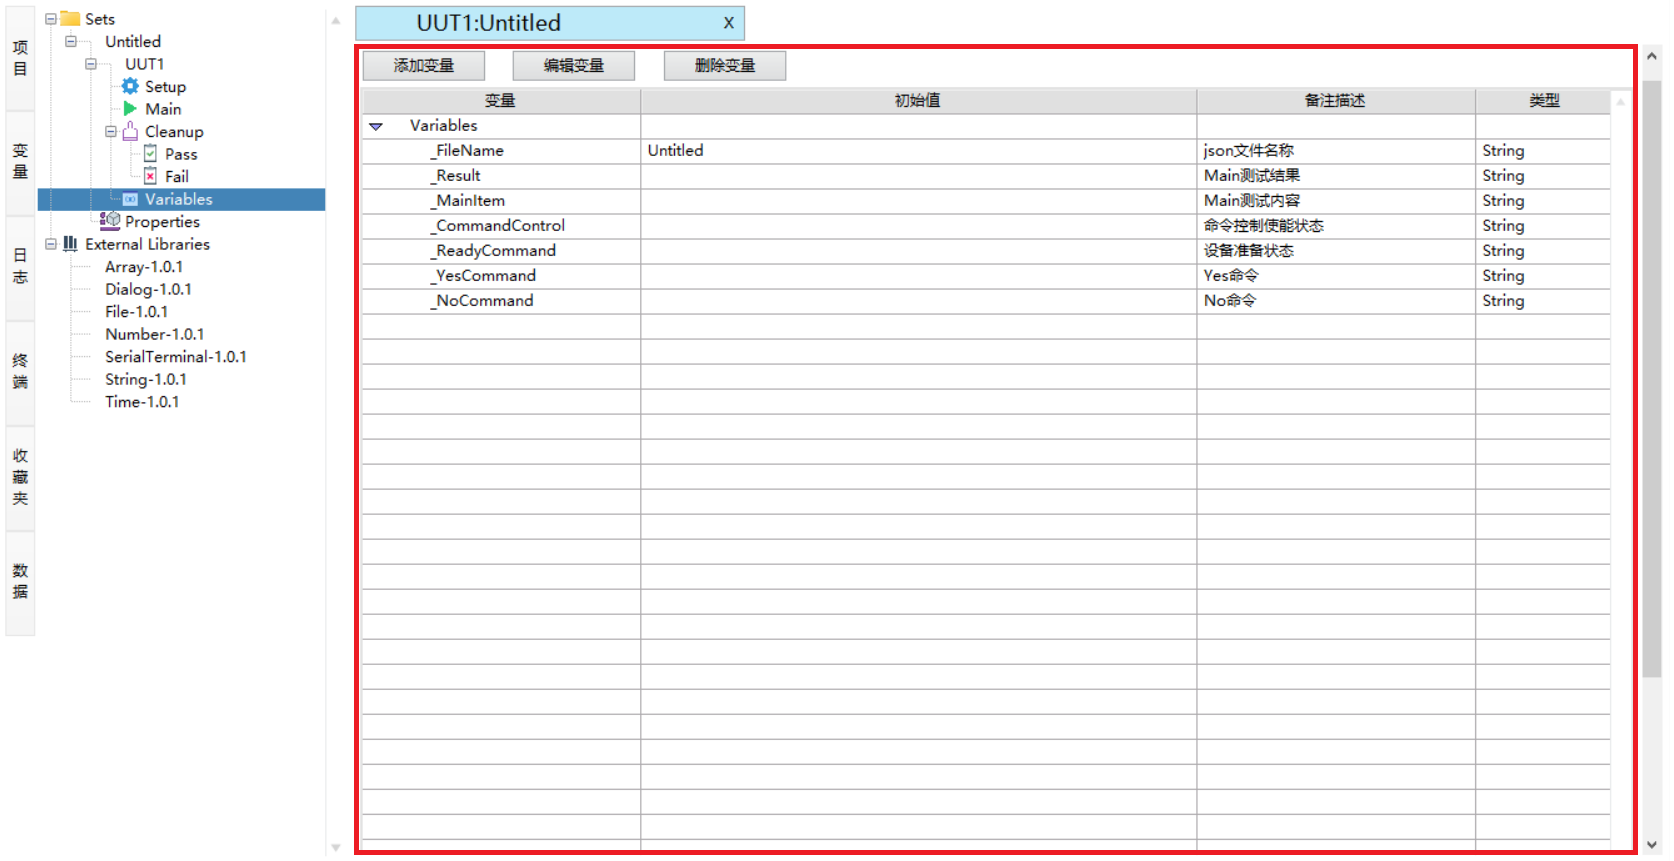 项目
变量
日志
终端
收藏夹
数据
Sets
Untitled
UUT1
Setup
Main
Cleanup
Pass
Fail
Variables
Properties
External Libraries
Array-1.0.1
Dialog-1.0.1
File-1.0.1
Number-1.0.1
SerialTerminal-1.0.1
String-1.0.1
Time-1.0.1
UUT1:Untitled x
添加变量 编辑变量 删除变量
变量 初始值 备注描述 类型
Variables
_FileName Untitled json文件名称 String
_Result Main测试结果 String
_MainItem Main测试内容 String
_CommandControl 命令控制使能状态 String
_ReadyCommand 设备准备状态 String
_YesCommand Yes命令 String
_NoCommand No命令 String